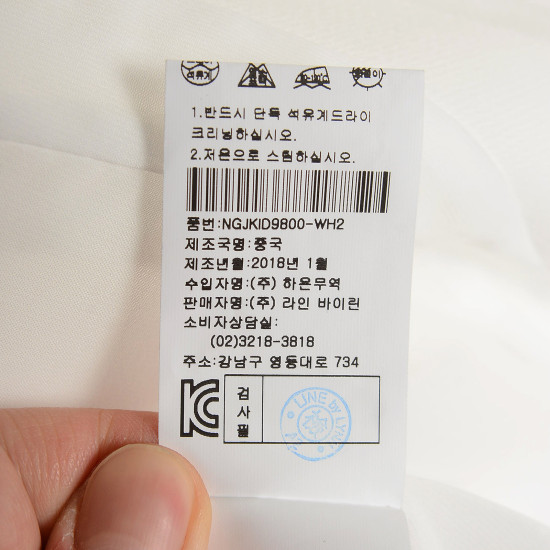 석유계
1.반드시 단독 석유계드라이
크리닝하십시오.
2.저온으로 스팀하십시오.
품번:NGJKID9800-WH2
제조국명:중국
제조년월:2018년 1월
수입자명:(주) 하은무역
판매자명:(주) 라인 바이린
소비자상담실:
(02)3218-3818
주소:강남구 영동대로 734
검사필
LINE by LYNN